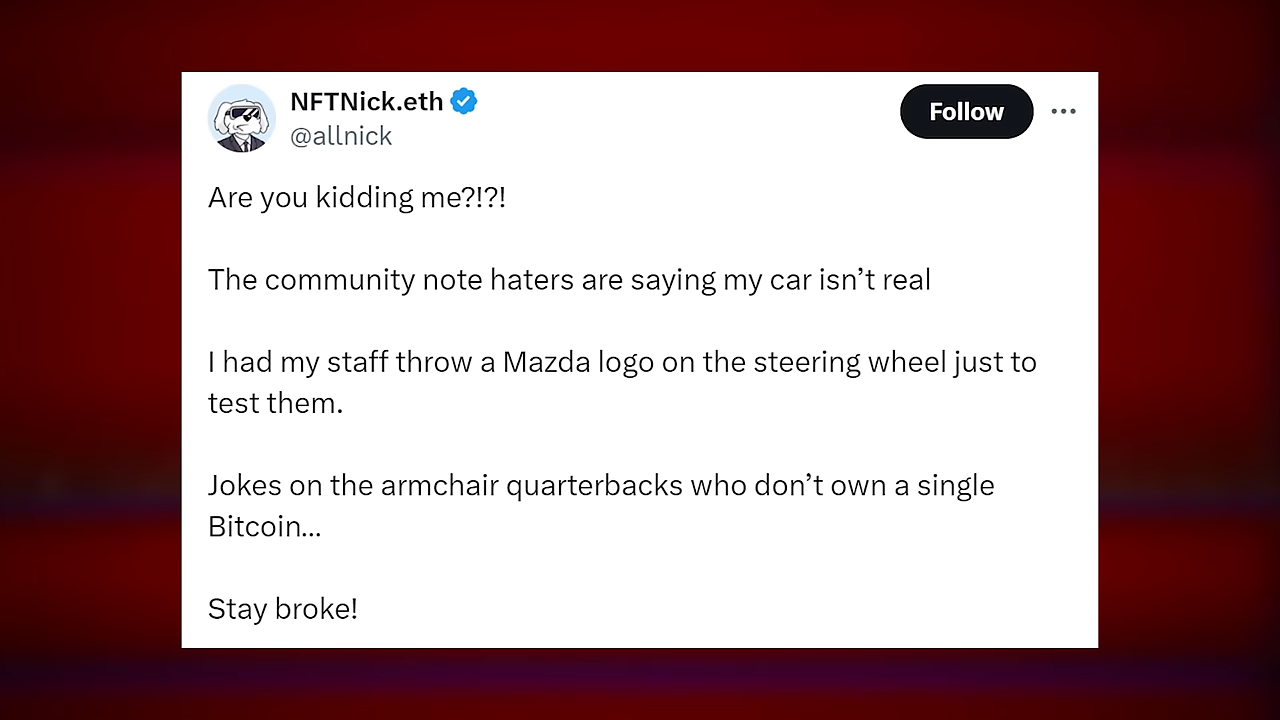 NFTNick.eth
@allnick
Follow
Are you kidding me?!?!
The community note haters are saying my car isn’t real
I had my staff throw a Mazda logo on the steering wheel just to
test them.
Jokes on the armchair quarterbacks who don’t own a single
Bitcoin...
Stay broke!